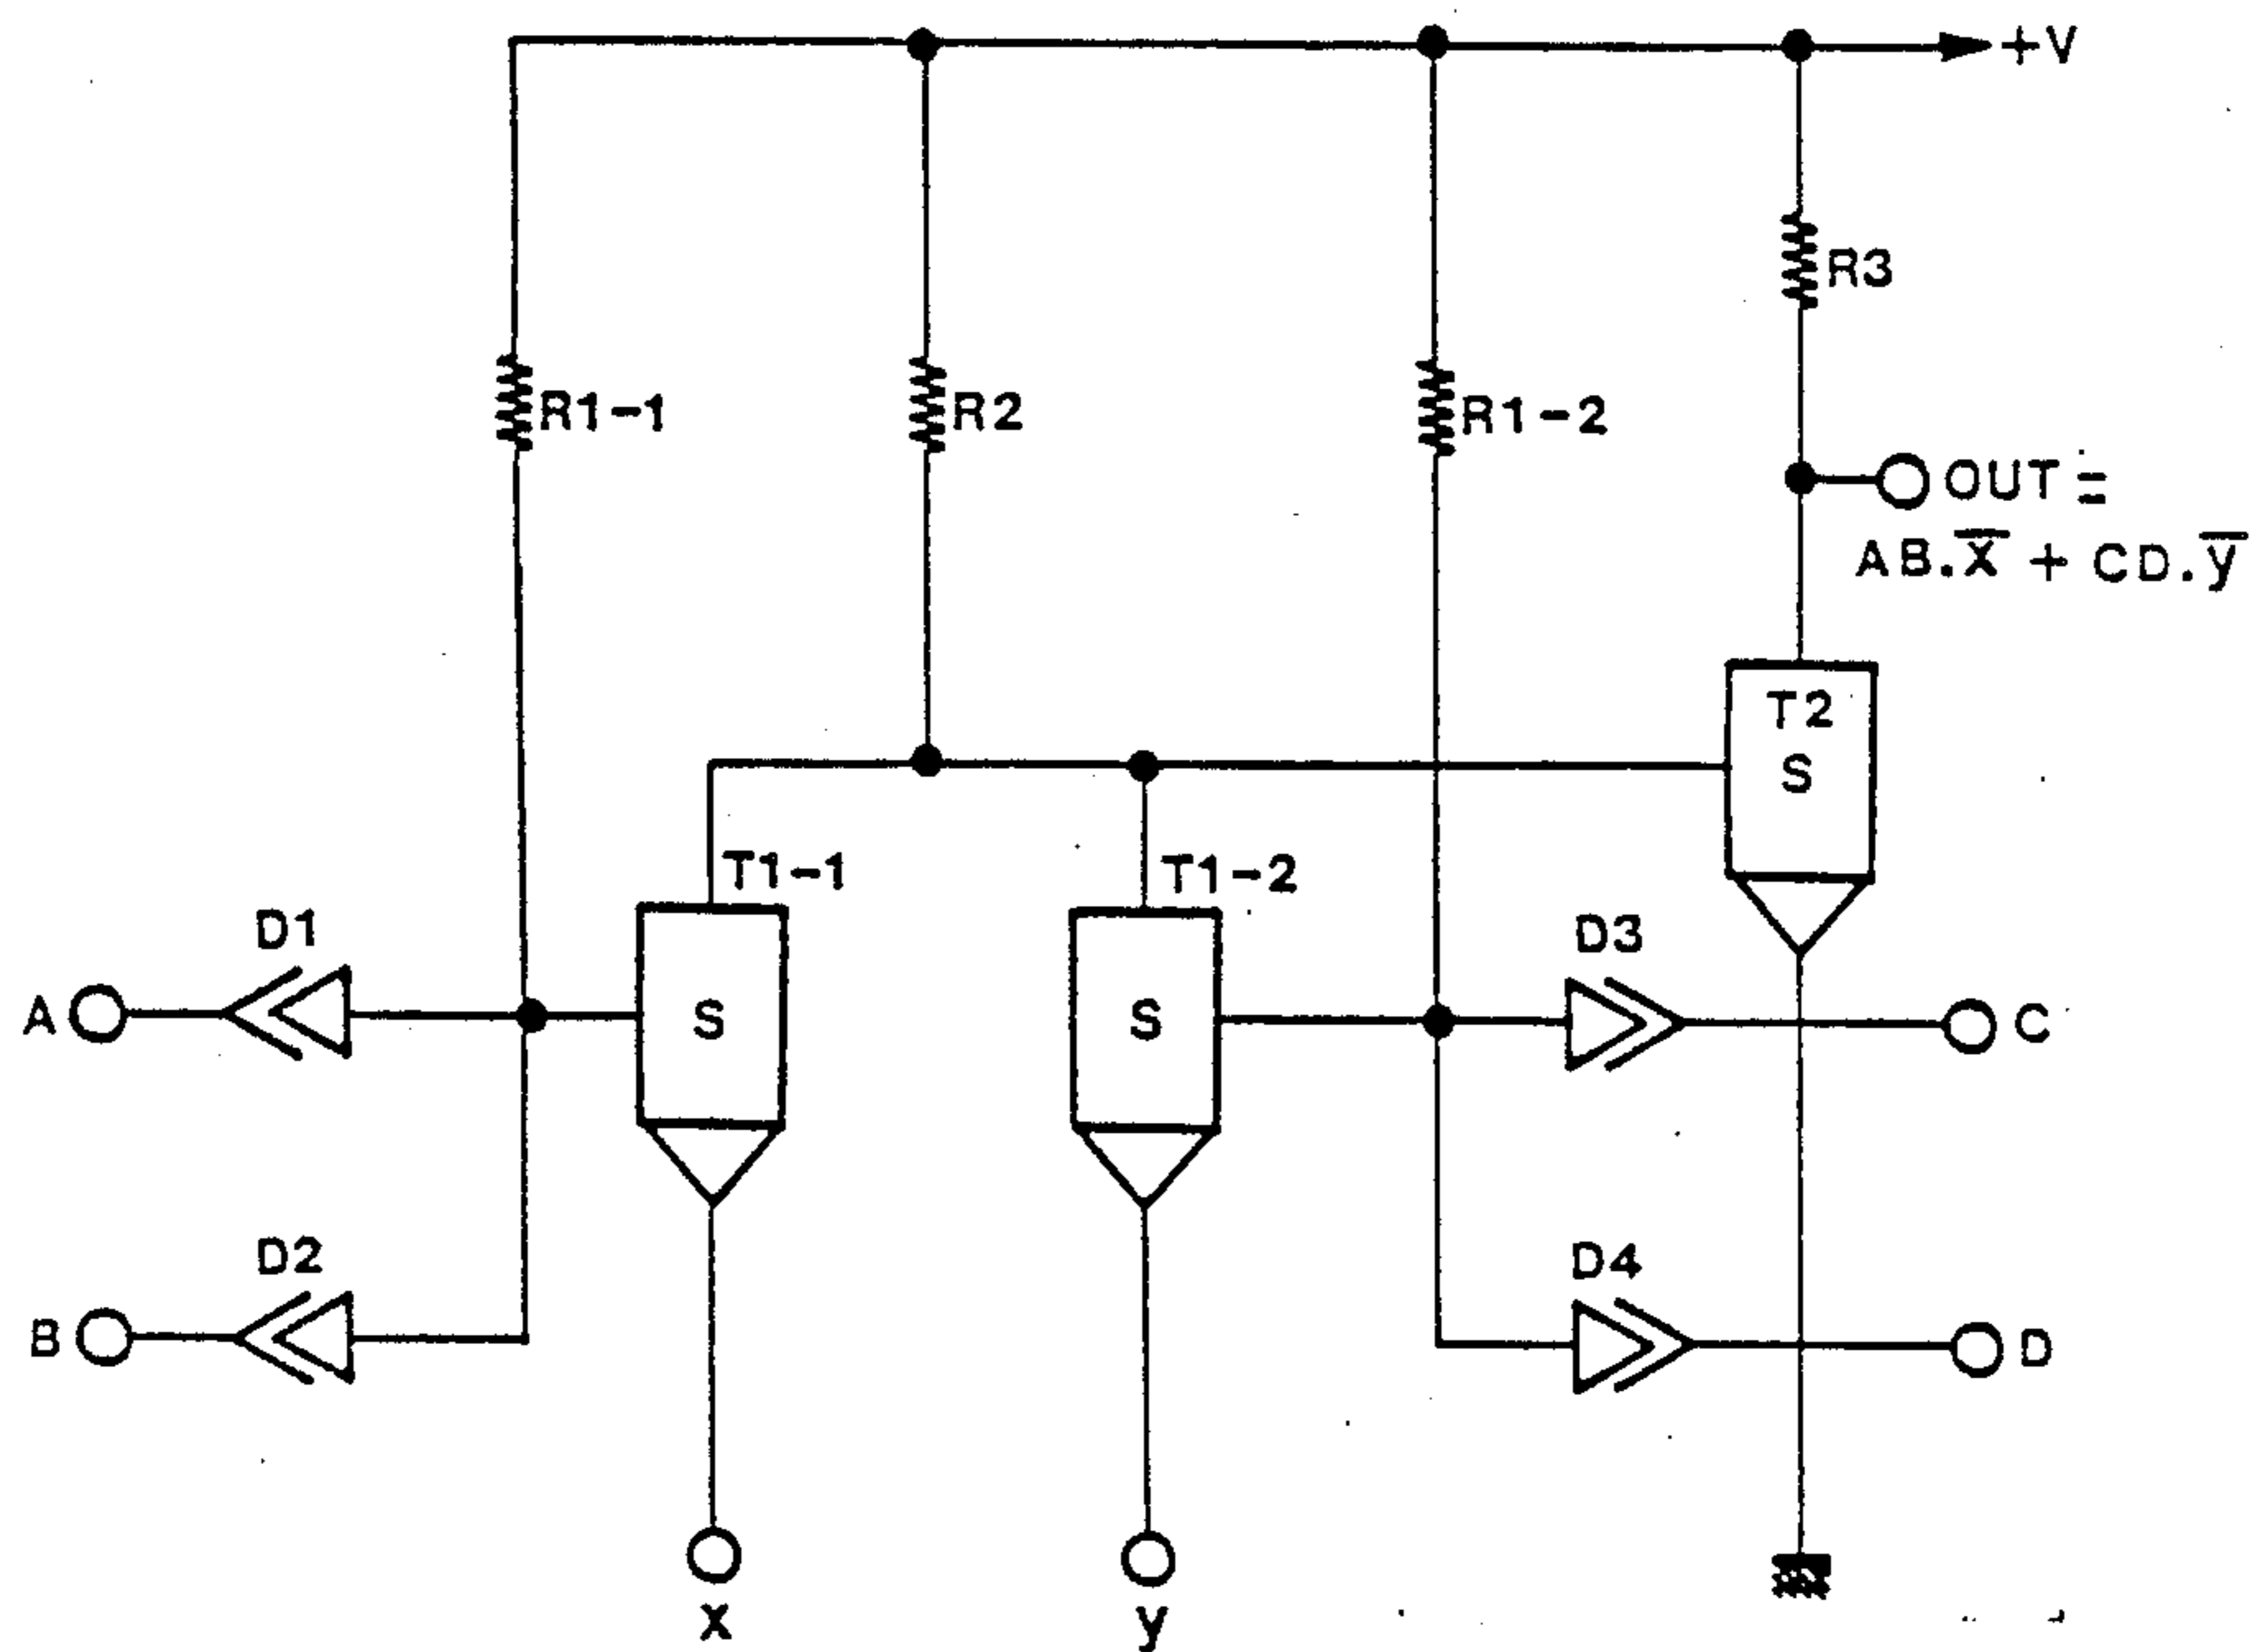 +V
R3
R1-1
R2
R1-2
OUT =
AB.x̅ + CD.y̅
T2
S
T1-1
T1-2
D1
D3
A
S
S
C
D2
D4
B
D
x
y